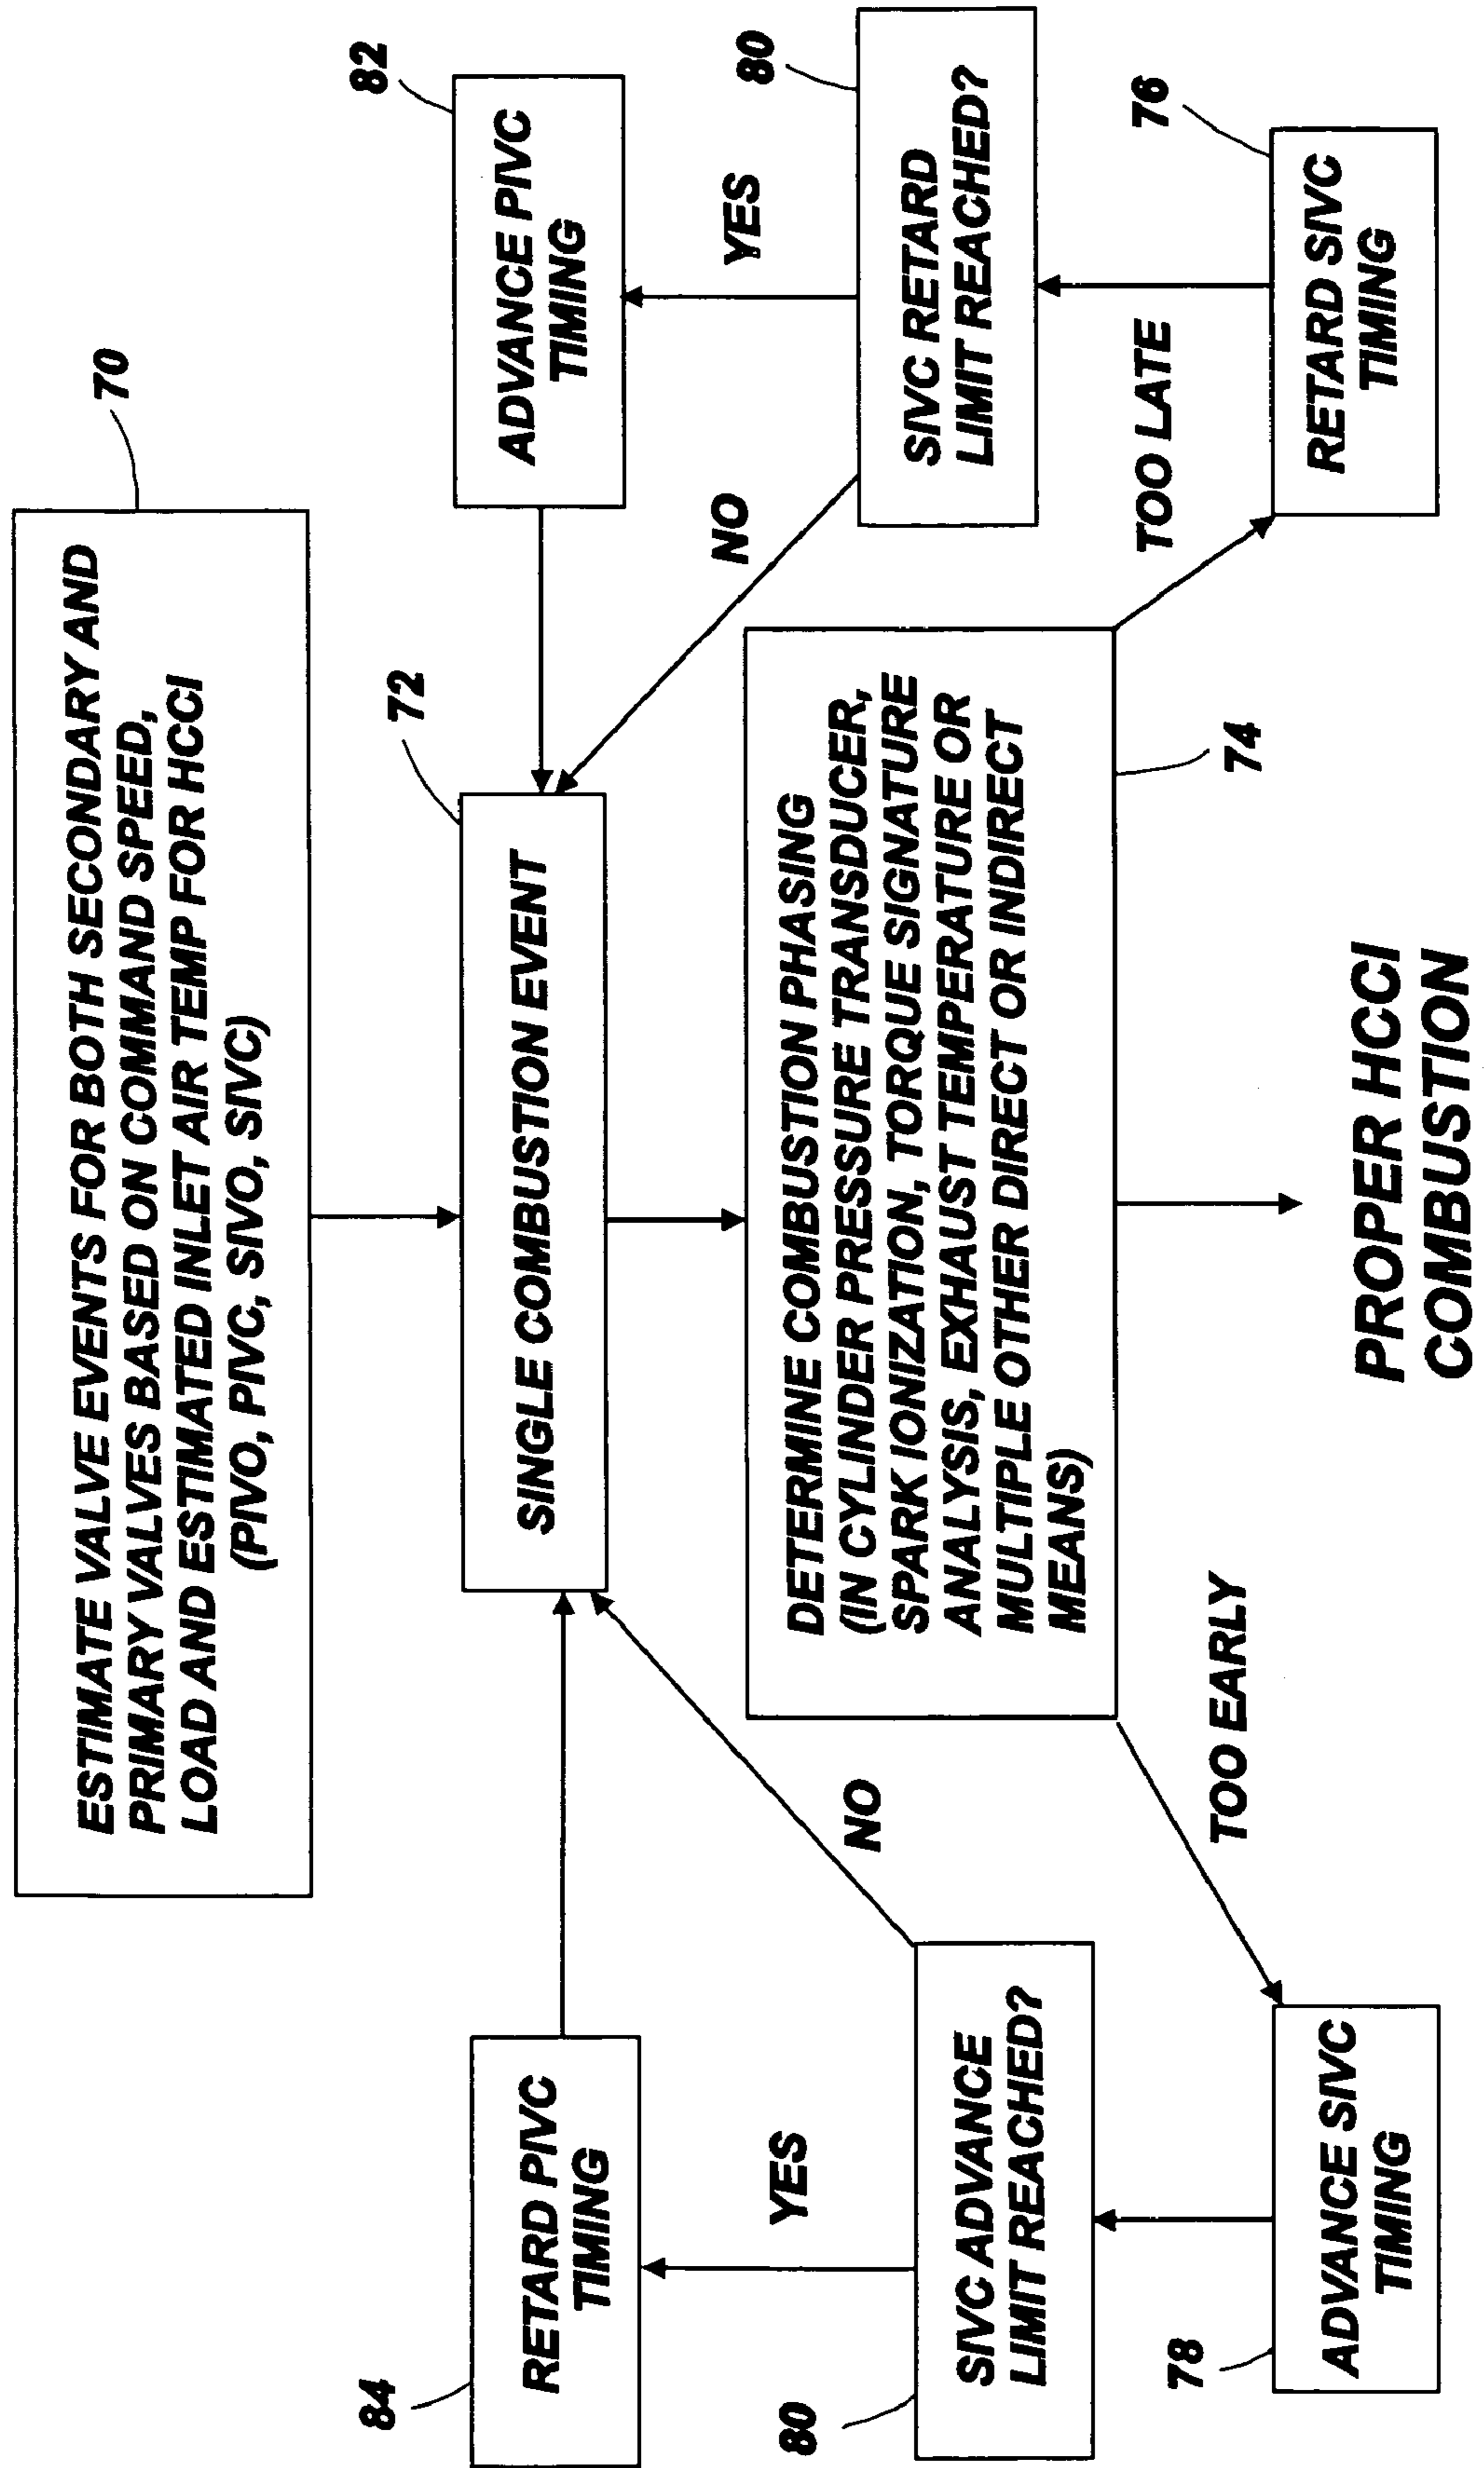 70
ESTIMATE VALVE EVENTS FOR BOTH SECONDARY AND
PRIMARY VALVES BASED ON COMMAND SPEED,
LOAD AND ESTIMATED INLET AIR TEMP FOR HCCI
(PIVO, PIVC, SIVO, SIVC)
84
RETARD PIVC
TIMING
72
SINGLE COMBUSTION EVENT
82
ADVANCE PIVC
TIMING
YES
NO
NO
YES
80
SIVC ADVANCE
LIMIT REACHED?
DETERMINE COMBUSTION PHASING
(IN CYLINDER PRESSURE TRANSDUCER,
SPARK IONIZATION, TORQUE SIGNATURE
ANALYSIS, EXHAUST TEMPERATURE OR
MULTIPLE OTHER DIRECT OR INDIRECT
MEANS)
74
80
SIVC RETARD
LIMIT REACHED?
TOO EARLY
TOO LATE
78
ADVANCE SIVC
TIMING
76
RETARD SIVC
TIMING
PROPER HCCI
COMBUSTION